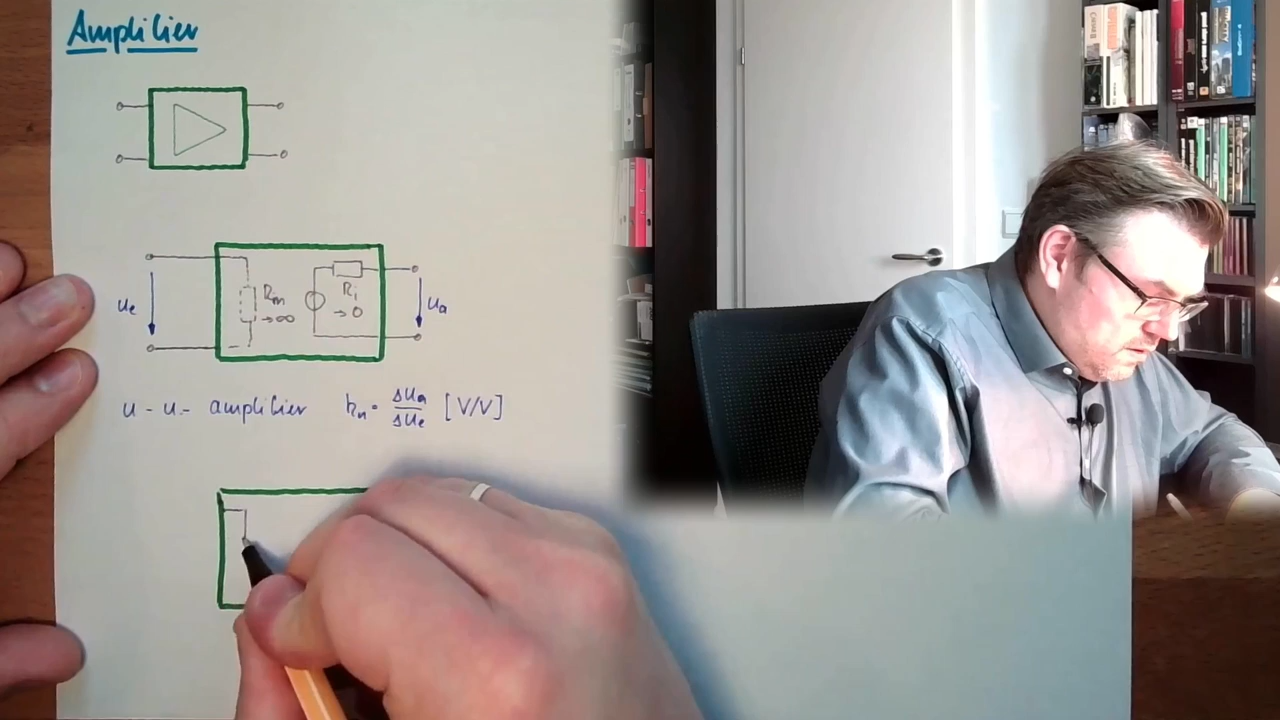 Amplifier
ue
Rin
→∞
Ri
→0
ua
u-u- amplifier ku= Δua/Δue [V/V]